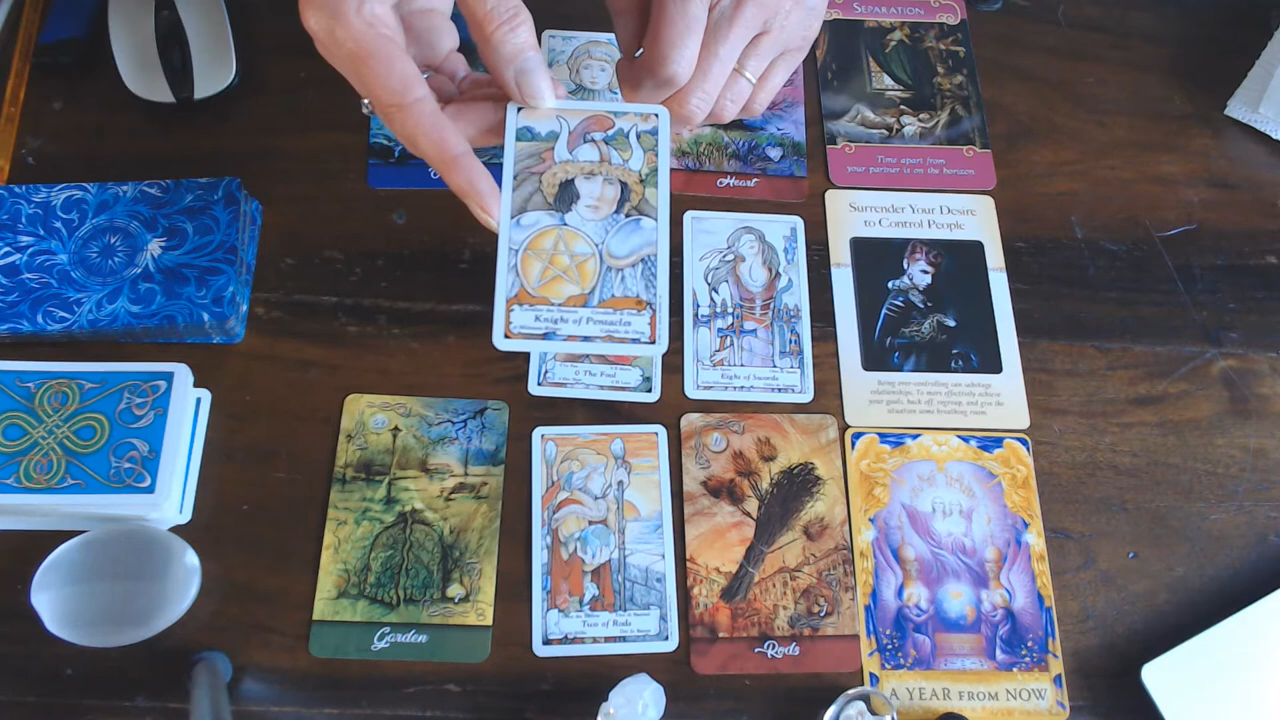 SEPARATION
Time apart from
your partner is on the horizon.
Heart
Surrender Your Desire
to Control People
Being over-controlling can sabotage
relationships. To more effectively achieve
your goals, back off, regroup, and give the
situation some breathing room.
Knight of Pentacles
0 The Fool
Eight of Swords
Garden
Two of Rods
Rods
A YEAR FROM NOW